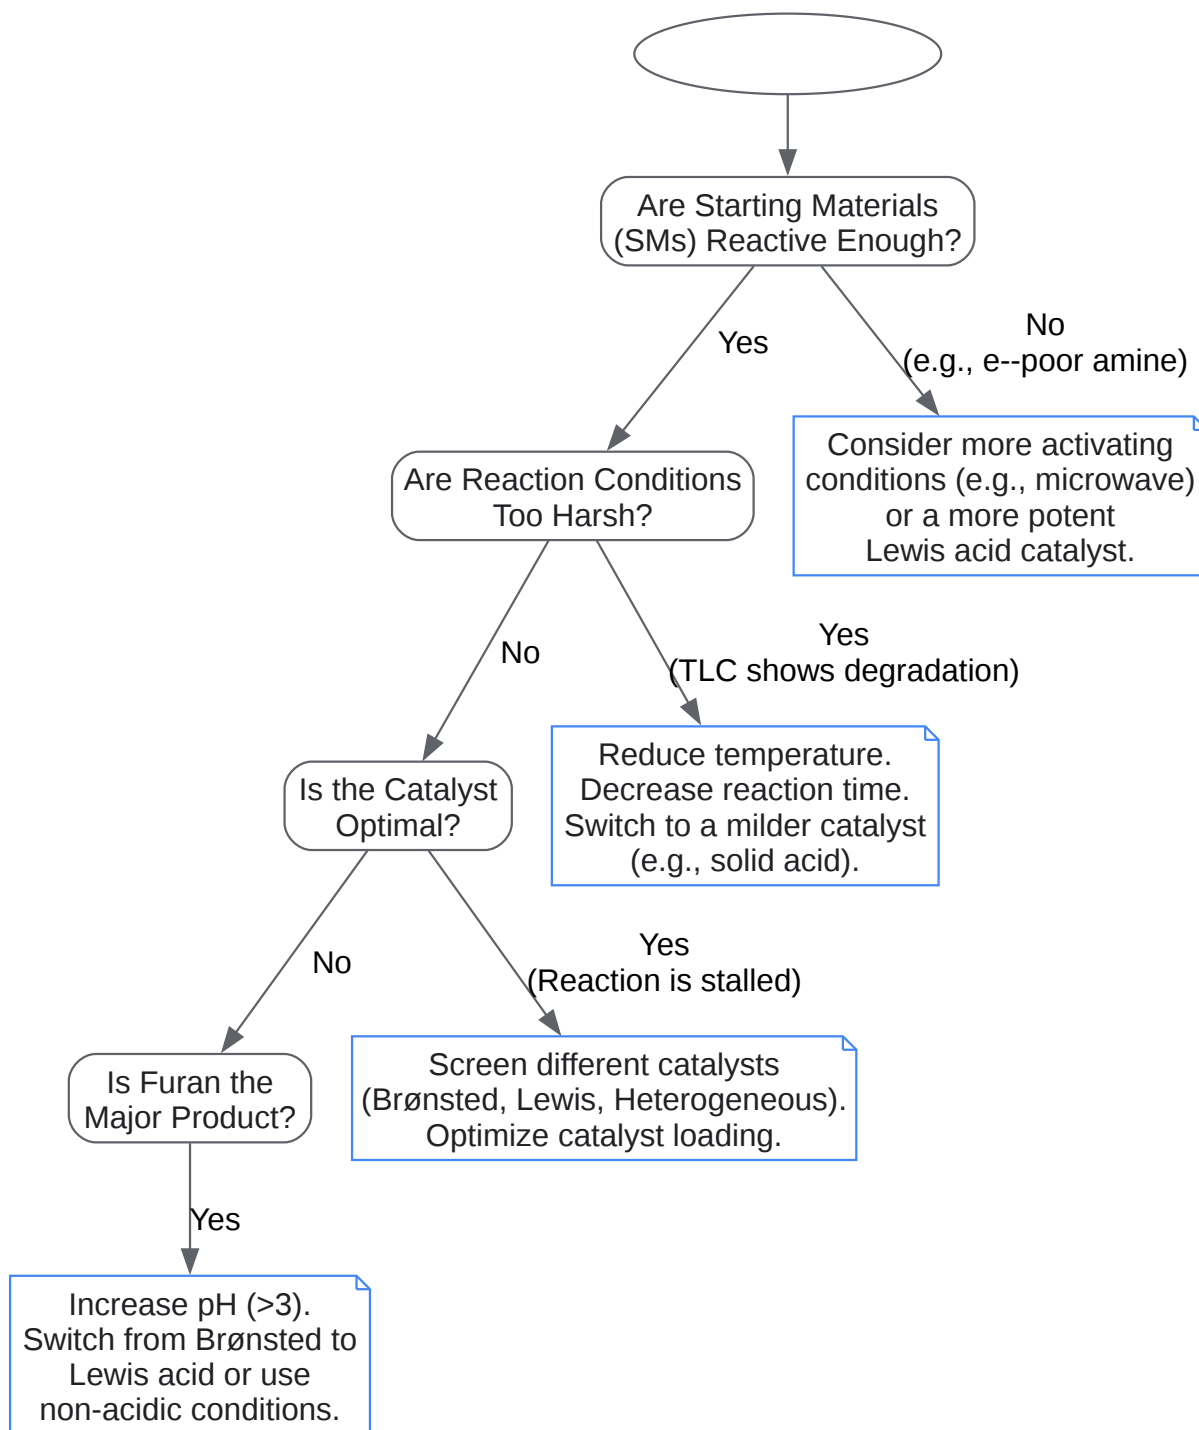 Are Starting Materials
(SMs) Reactive Enough?
Yes
No
(e.g., e--poor amine)
Consider more activating
conditions (e.g., microwave)
or a more potent
Lewis acid catalyst.
Are Reaction Conditions
Too Harsh?
No
Yes
(TLC shows degradation)
Reduce temperature.
Decrease reaction time.
Switch to a milder catalyst
(e.g., solid acid).
Is the Catalyst
Optimal?
No
Yes
(Reaction is stalled)
Screen different catalysts
(Brønsted, Lewis, Heterogeneous).
Optimize catalyst loading.
Is Furan the
Major Product?
Yes
Increase pH (>3).
Switch from Brønsted to
Lewis acid or use
non-acidic conditions.